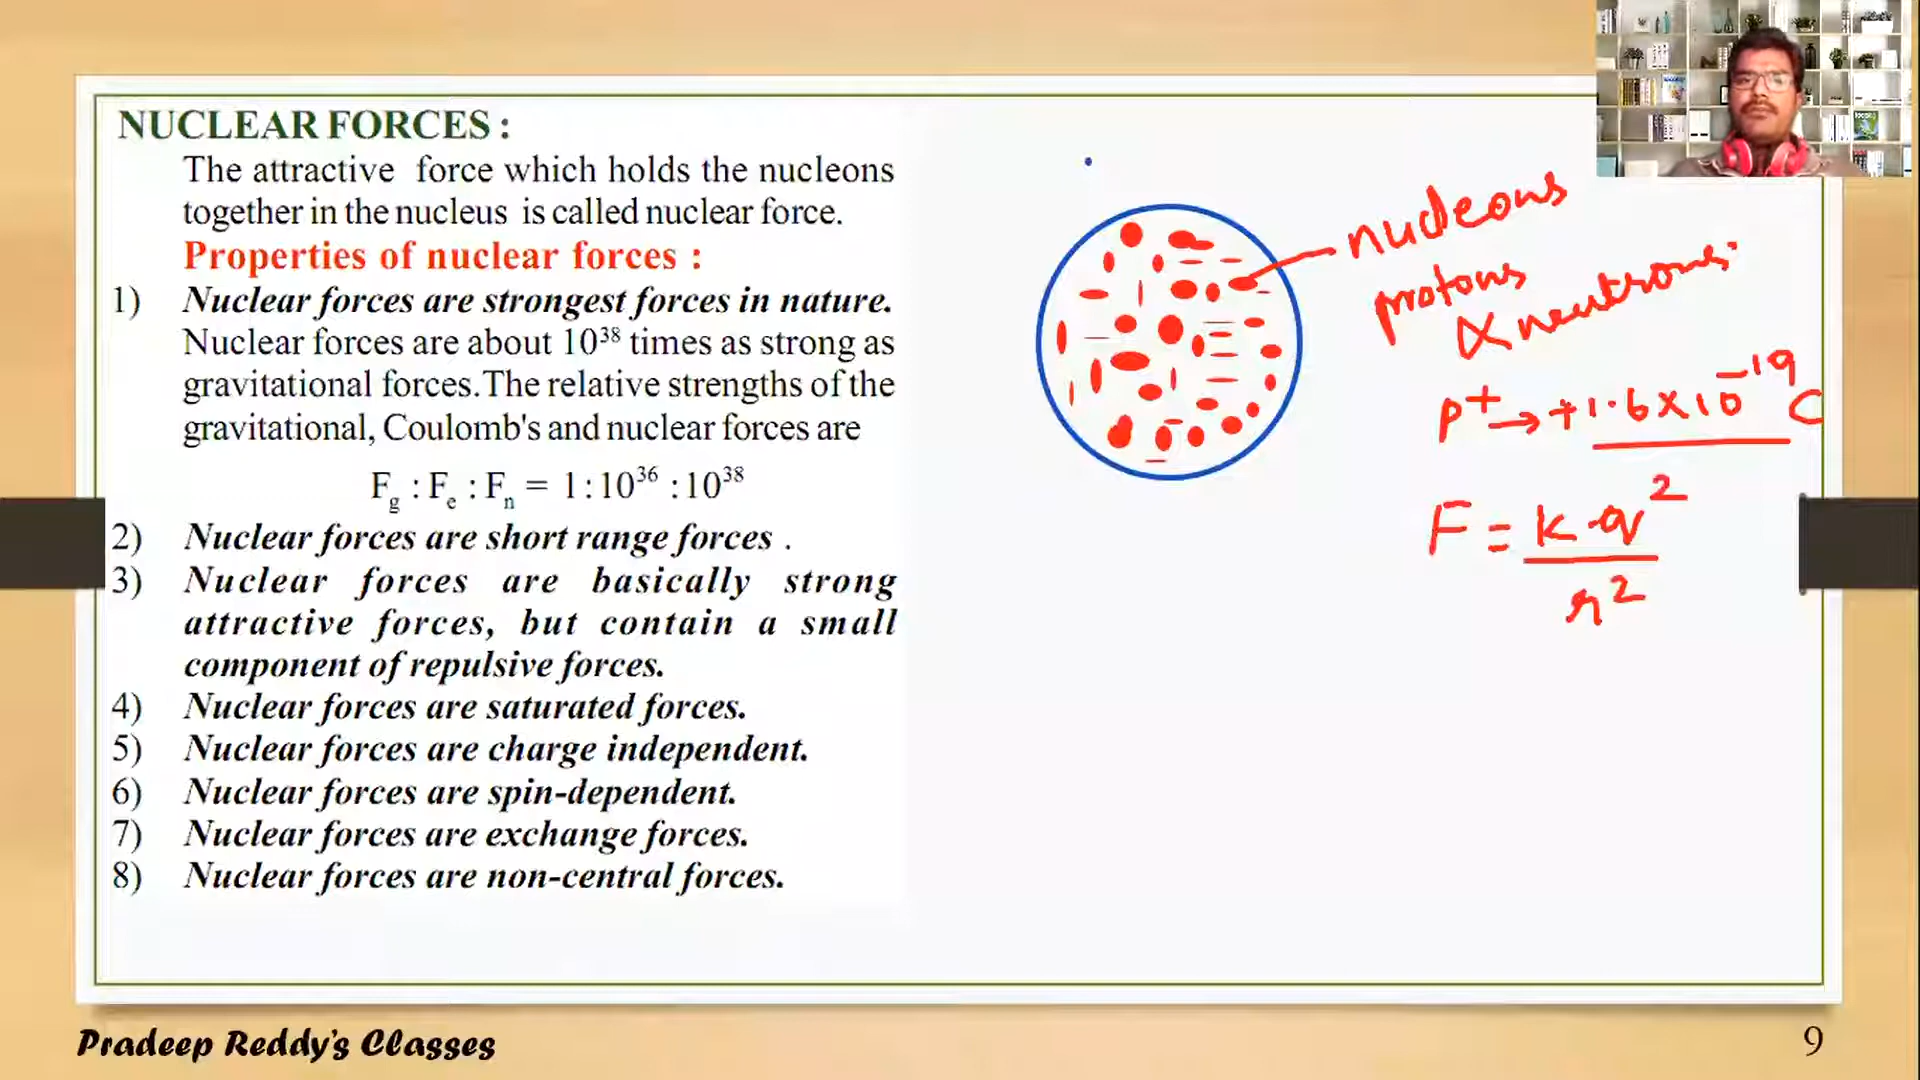 NUCLEAR FORCES :
The attractive force which holds the nucleons
together in the nucleus is called nuclear force.
Properties of nuclear forces :
1) Nuclear forces are strongest forces in nature.
Nuclear forces are about 10³⁸ times as strong as
gravitational forces.The relative strengths of the
gravitational, Coulomb's and nuclear forces are
F_g : F_e : F_n = 1 : 10³⁶ : 10³⁸
2) Nuclear forces are short range forces .
3) Nuclear forces are basically strong
attractive forces, but contain a small
component of repulsive forces.
4) Nuclear forces are saturated forces.
5) Nuclear forces are charge independent.
6) Nuclear forces are spin-dependent.
7) Nuclear forces are exchange forces.
8) Nuclear forces are non-central forces.
nucleons
protons
& neutrons.
P⁺ → +1.6×10⁻¹⁹ C
F = K.q²
r²
Pradeep Reddy's Classes
9